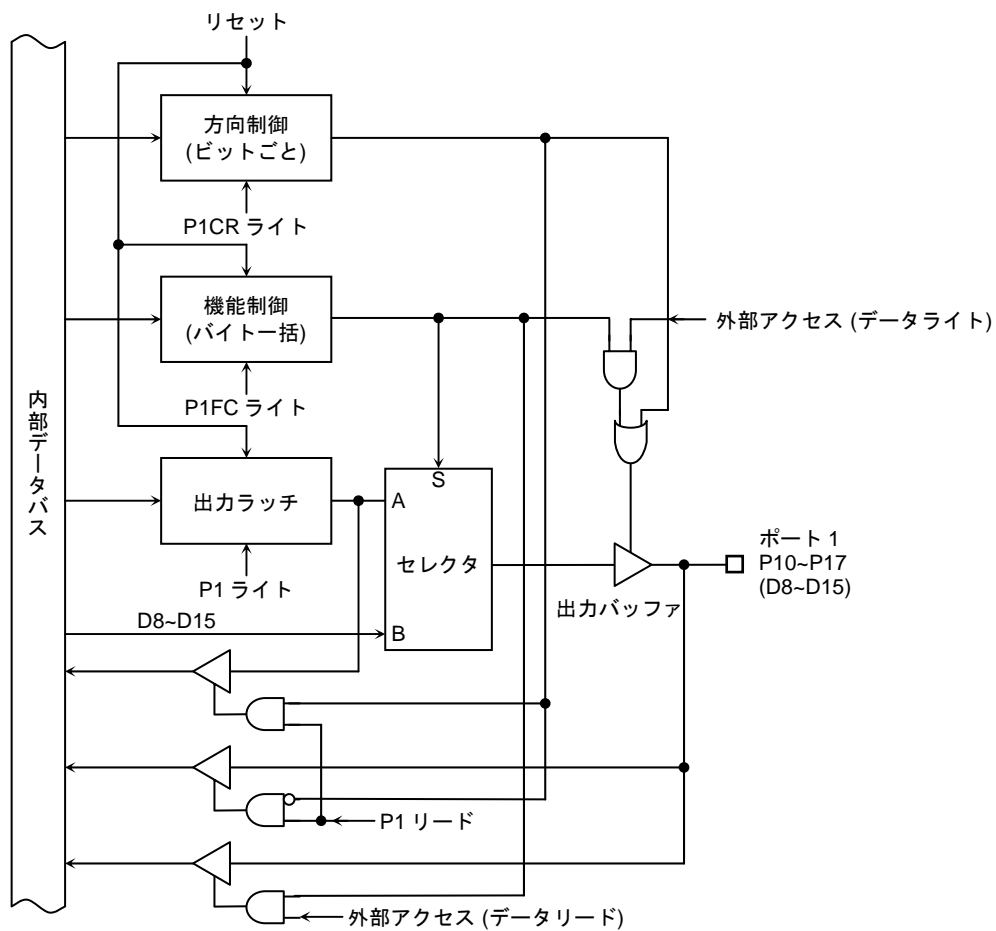 リセット
方向制御
(ビットごと)
P1CR ライト
機能制御
(バイト一括)
外部アクセス (データライト)
P1FC ライト
内部データバス
出力ラッチ
A
S
セレクタ
P1 ライト
D8~D15
B
出力バッファ
ポート 1
P10~P17
(D8~D15)
P1 リード
外部アクセス (データリード)